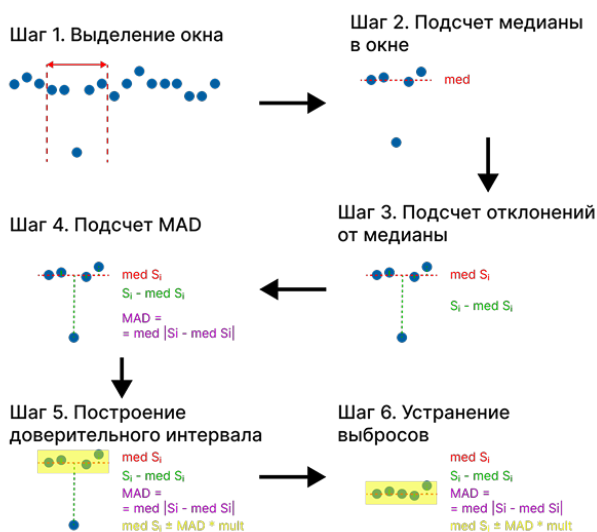 Шаг 1. Выделение окна
Шаг 2. Подсчет медианы
в окне
med
Шаг 3. Подсчет отклонений
от медианы
med Si
Si - med Si
Шаг 4. Подсчет MAD
med Si
Si - med Si
MAD =
= med |Si - med Si|
Шаг 5. Построение
доверительного интервала
med Si
Si - med Si
MAD =
= med |Si - med Si|
med Si ± MAD * mult
Шаг 6. Устранение
выбросов
med Si
Si - med Si
MAD =
= med |Si - med Si|
med Si ± MAD * mult